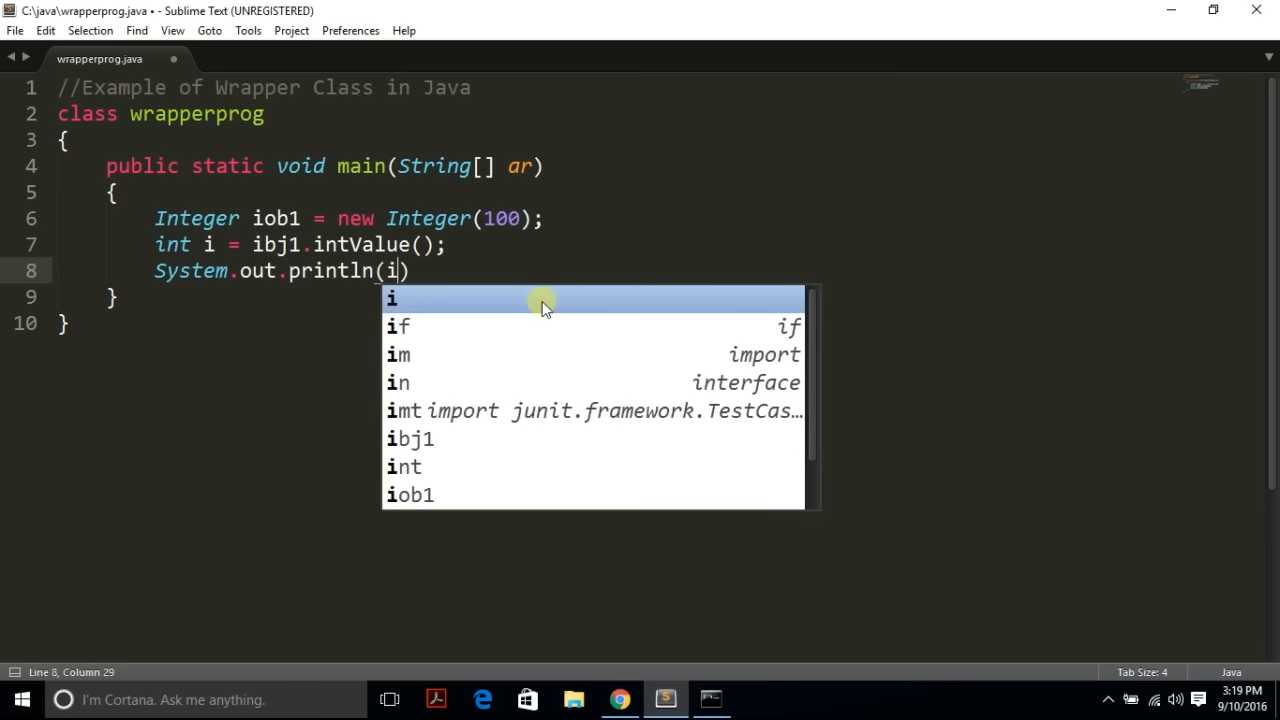 C:\java\wrapperprog.java • - Sublime Text (UNREGISTERED)
File Edit Selection Find View Goto Tools Project Preferences Help
wrapperprog.java
1 //Example of Wrapper Class in Java
2 class wrapperprog
3 {
4 public static void main(String[] ar)
5 {
6 Integer iob1 = new Integer(100);
7 int i = ibj1.intValue();
8 System.out.println(i)
9 }
10 }
i
if if
im import
in interface
imt import junit.framework.TestCas…
ibj1
int
iob1
Line 8, Column 29 Tab Size: 4 Java
I'm Cortana. Ask me anything. 3:19 PM
9/10/2016